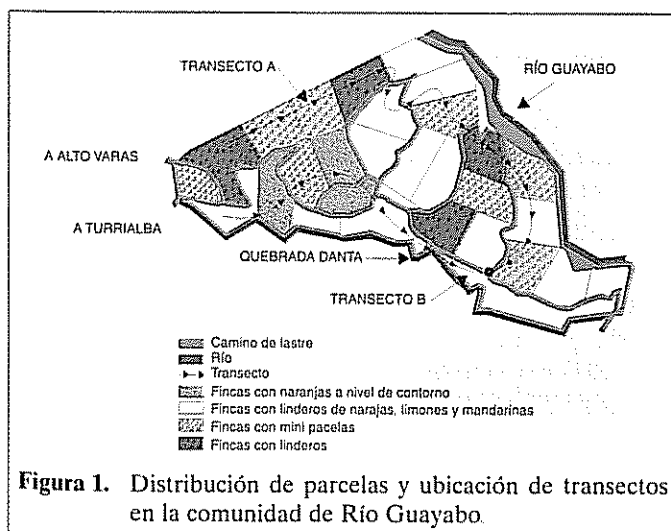 TRANSECTO A
RÍO GUAYABO
A ALTO VARAS
A TURRIALBA
QUEBRADA DANTA
TRANSECTO B
Camino de lastre
Río
Transecto
Fincas con naranjas a nivel de contorno
Fincas con linderos de narajas, limones y mandarinas
Fincas con mini pacelas
Fincas con linderos
Figura 1. Distribución de parcelas y ubicación de transectos
en la comunidad de Río Guayabo.